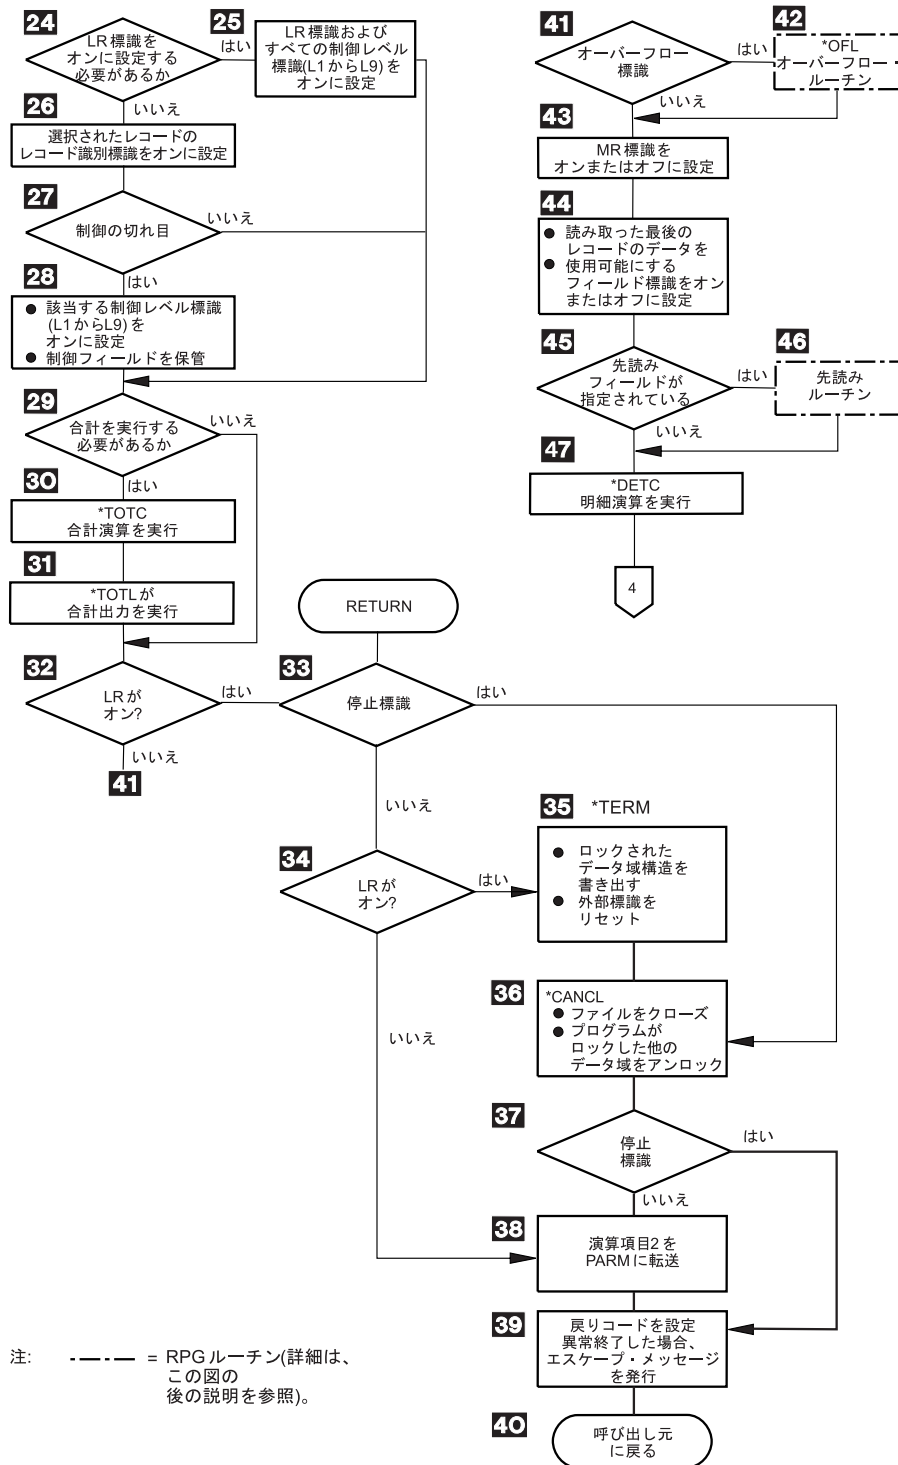 24
LR標識を
オンに設定する
必要があるか
はい
いいえ
25
LR標識および
すべての制御レベル
標識(L1からL9)を
オンに設定
26
選択されたレコードの
レコード識別標識をオンに設定
27
制御の切れ目
いいえ
はい
28
● 該当する制御レベル標識
(L1からL9)を
オンに設定
● 制御フィールドを保管
29
合計を実行する
必要があるか
いいえ
はい
30
*TOTC
合計演算を実行
31
*TOTLが
合計出力を実行
32
LRが
オン?
はい
いいえ
41
RETURN
33
停止標識
はい
いいえ
34
LRが
オン?
はい
いいえ
35 *TERM
● ロックされた
データ域構造を
書き出す
● 外部標識を
リセット
36
*CANCL
● ファイルをクローズ
● プログラムが
ロックした他の
データ域をアンロック
37
停止
標識
はい
いいえ
38
演算項目2を
PARMに転送
39
戻りコードを設定
異常終了した場合、
エスケープ・メッセージ
を発行
40
呼び出し元
に戻る
41
オーバーフロー
標識
はい
いいえ
42
*OFL
オーバーフロー・
ルーチン
43
MR標識を
オンまたはオフに設定
44
● 読み取った最後の
レコードのデータを
● 使用可能にする
フィールド標識をオン
またはオフに設定
45
先読み
フィールドが
指定されている
はい
いいえ
46
先読み
ルーチン
47
*DETC
明細演算を実行
4
注: = RPGルーチン(詳細は、
この図の
後の説明を参照)。